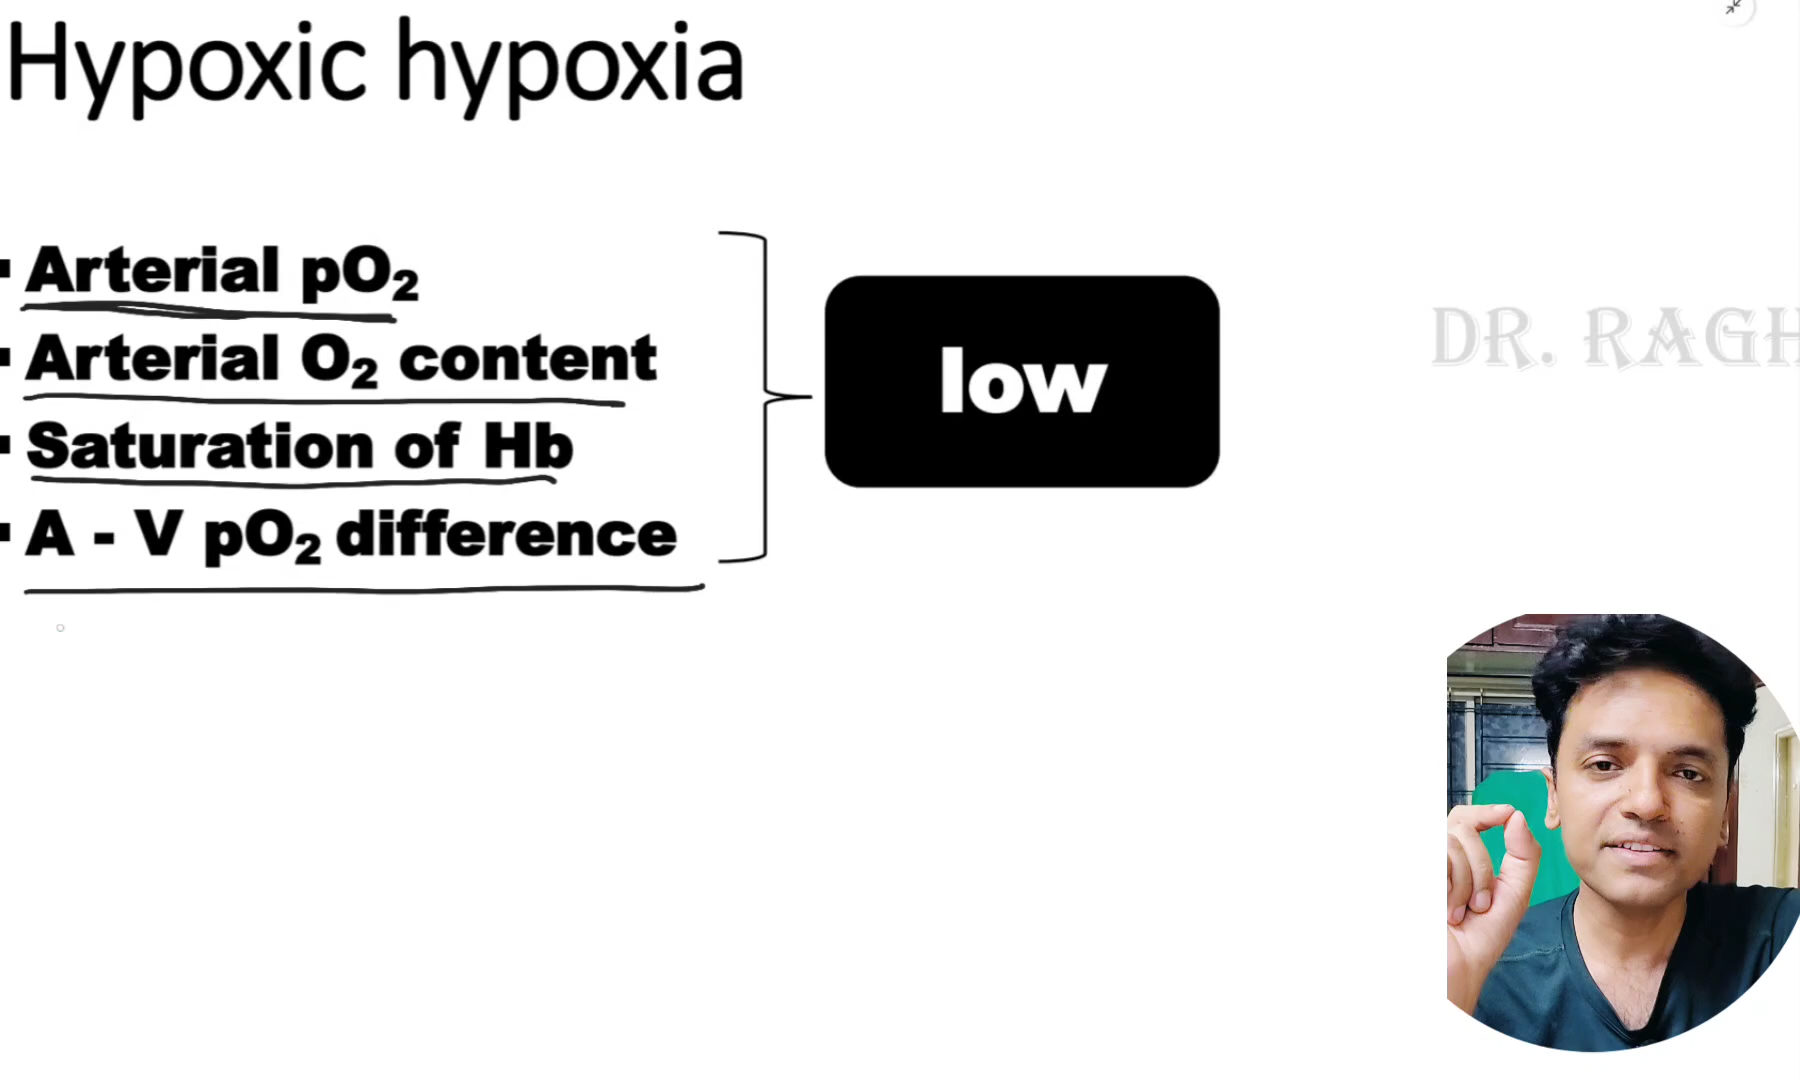 Hypoxic hypoxia
Arterial pO₂
Arterial O₂ content
Saturation of Hb
A - V pO₂ difference
low
DR. RAGH